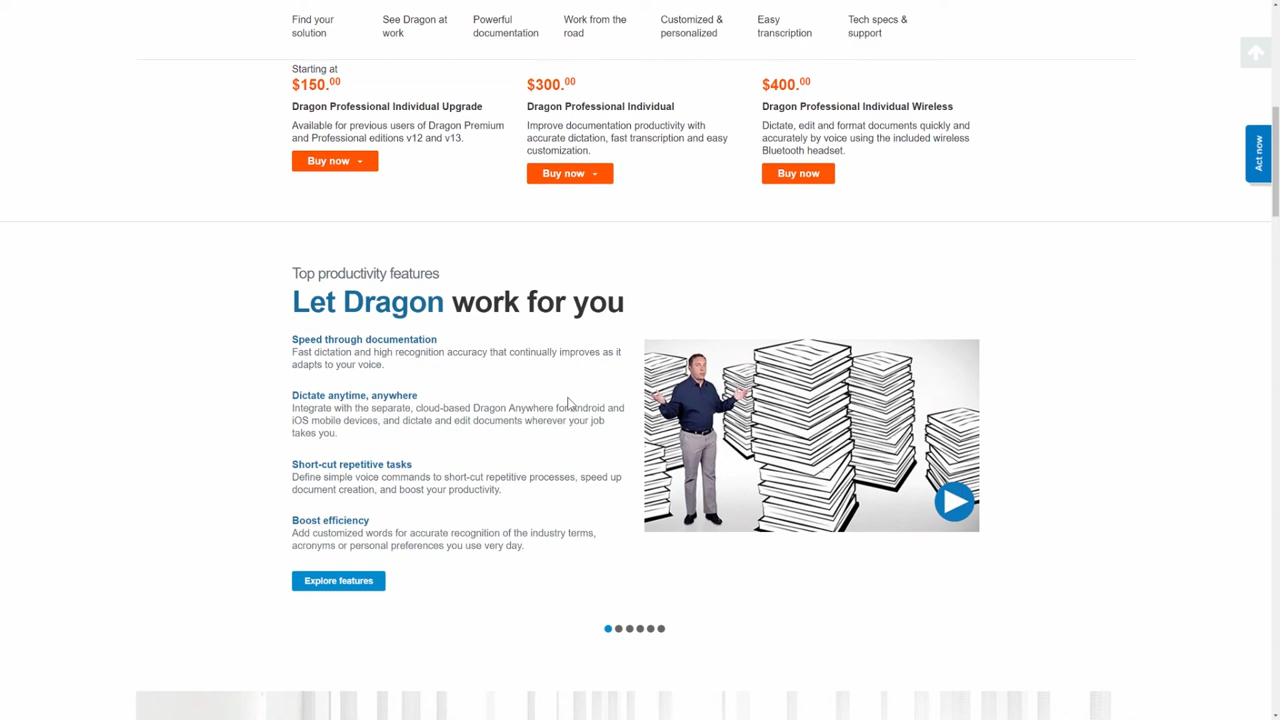 Find your
solution
See Dragon at
work
Powerful
documentation
Work from the
road
Customized &
personalized
Easy
transcription
Tech specs &
support
Act now
Starting at
$150.00
Dragon Professional Individual Upgrade
Available for previous users of Dragon Premium
and Professional editions v12 and v13.
Buy now
$300.00
Dragon Professional Individual
Improve documentation productivity with
accurate dictation, fast transcription and easy
customization.
Buy now
$400.00
Dragon Professional Individual Wireless
Dictate, edit and format documents quickly and
accurately by voice using the included wireless
Bluetooth headset.
Buy now
Top productivity features
Let Dragon work for you
Speed through documentation
Fast dictation and high recognition accuracy that continually improves as it
adapts to your voice.
Dictate anytime, anywhere
Integrate with the separate, cloud-based Dragon Anywhere for Android and
iOS mobile devices, and dictate and edit documents wherever your job
takes you.
Short-cut repetitive tasks
Define simple voice commands to short-cut repetitive processes, speed up
document creation, and boost your productivity.
Boost efficiency
Add customized words for accurate recognition of the industry terms,
acronyms or personal preferences you use very day.
Explore features